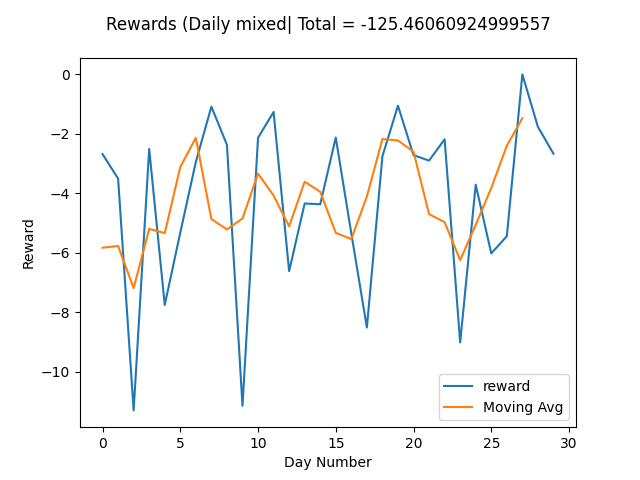 Rewards (Daily mixed| Total = -125.46060924999557
0
−2
−4
−6
−8
−10
Reward
0 5 10 15 20 25 30
Day Number
reward
Moving Avg